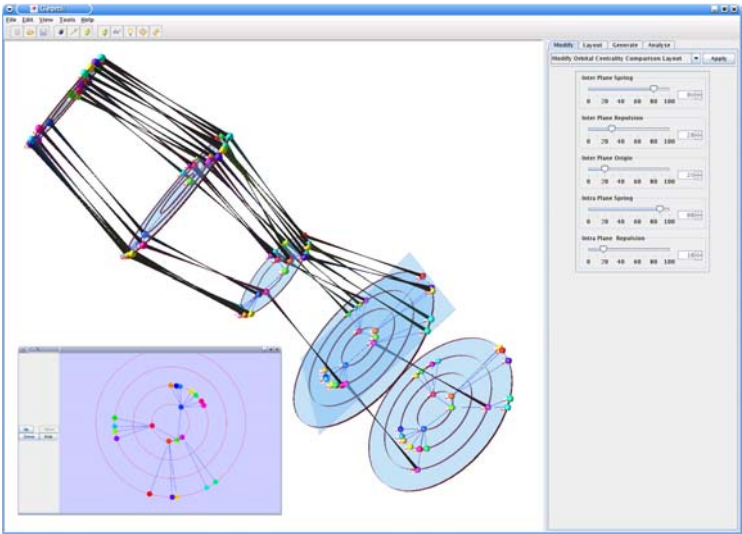 Geomi
File Edit View Tools Help
Modify Layout Generate Analyse
Modify Orbital Centrality Comparison Layout Apply
Inter Plane Spring
0 20 40 60 80 100
Inter Plane Repulsion
0 20 40 60 80 100
Inter Plane Origin
0 20 40 60 80 100
Intra Plane Spring
0 20 40 60 80 100
Intra Plane Repulsion
0 20 40 60 80 100